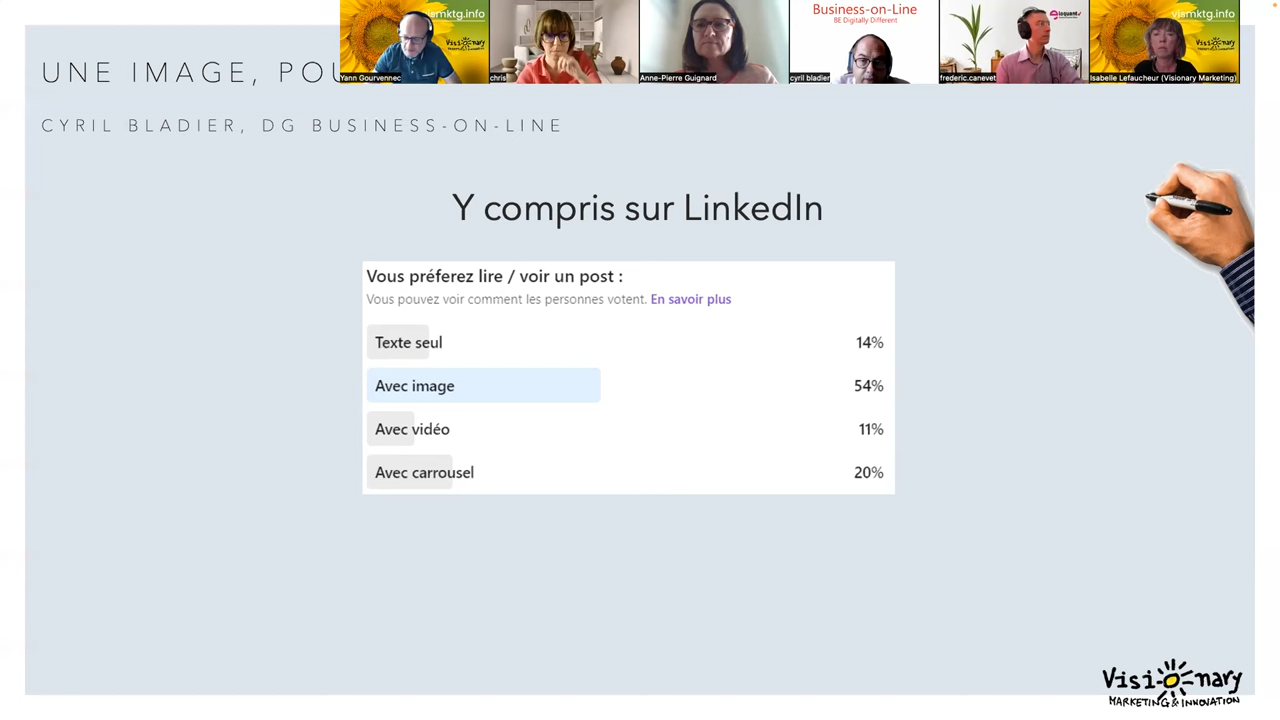 vismktg.info
Visionary
Yann Gourvennec
chris
Anne-Pierre Guignard
Business-on-Line
BE Digitally Different
cyril bladier
eloquant
frederic.canevet
vismktg.info
Visionary
Isabelle Lefaucheur (Visionary Marketing)
UNE IMAGE, POU
CYRIL BLADIER, DG BUSINESS-ON-LINE
Y compris sur LinkedIn
Vous préferez lire / voir un post :
Vous pouvez voir comment les personnes votent. En savoir plus
Texte seul 14%
Avec image 54%
Avec vidéo 11%
Avec carrousel 20%
Visionary
MARKETING & INNOVATION